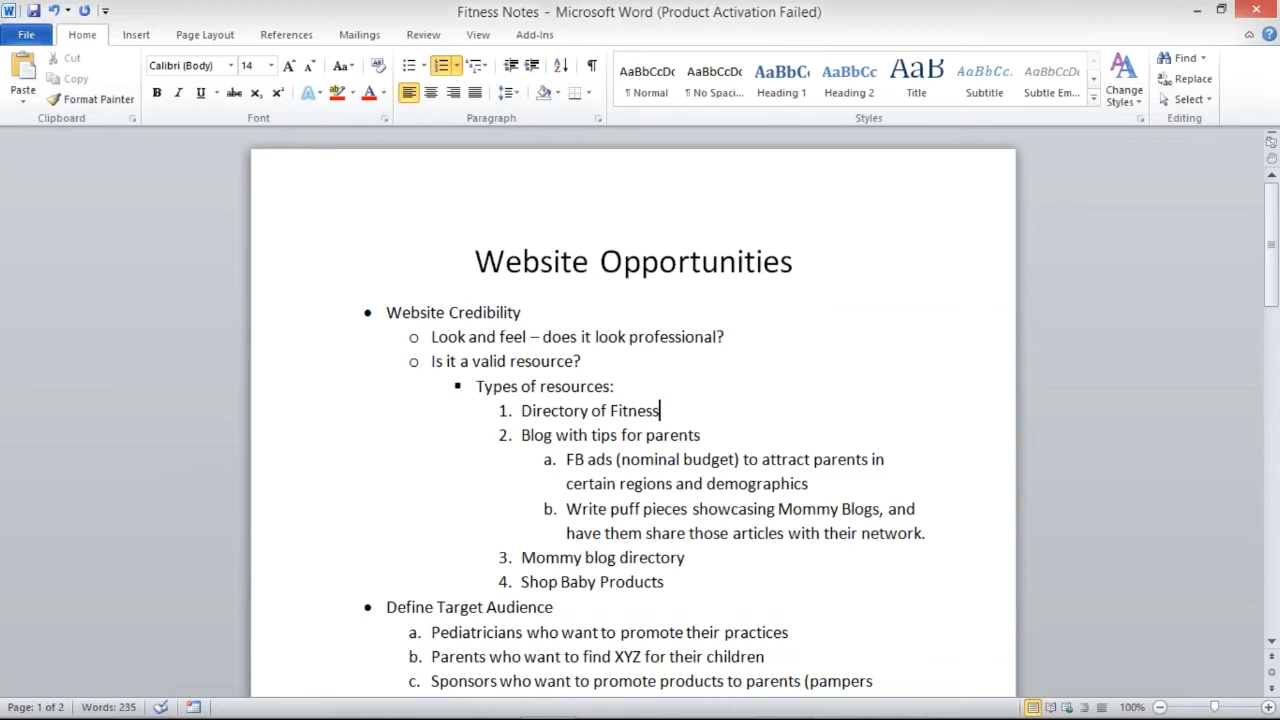 Fitness Notes - Microsoft Word (Product Activation Failed)
File Home Insert Page Layout References Mailings Review View Add-Ins
Paste
Cut
Copy
Format Painter
Clipboard
Calibri (Body) 14
Font
Paragraph
AaBbCcDc AaBbCcDc AaBbC AaBbCc AaB AaBbCc. AaBbCcDc
¶ Normal ¶ No Spaci... Heading 1 Heading 2 Title Subtitle Subtle Em...
Styles
Change Styles
Find
Replace
Select
Editing
Website Opportunities
• Website Credibility
o Look and feel – does it look professional?
o Is it a valid resource?
▪ Types of resources:
1. Directory of Fitness
2. Blog with tips for parents
a. FB ads (nominal budget) to attract parents in
certain regions and demographics
b. Write puff pieces showcasing Mommy Blogs, and
have them share those articles with their network.
3. Mommy blog directory
4. Shop Baby Products
• Define Target Audience
a. Pediatricians who want to promote their practices
b. Parents who want to find XYZ for their children
c. Sponsors who want to promote products to parents (pampers
Page: 1 of 2 Words: 235 100%